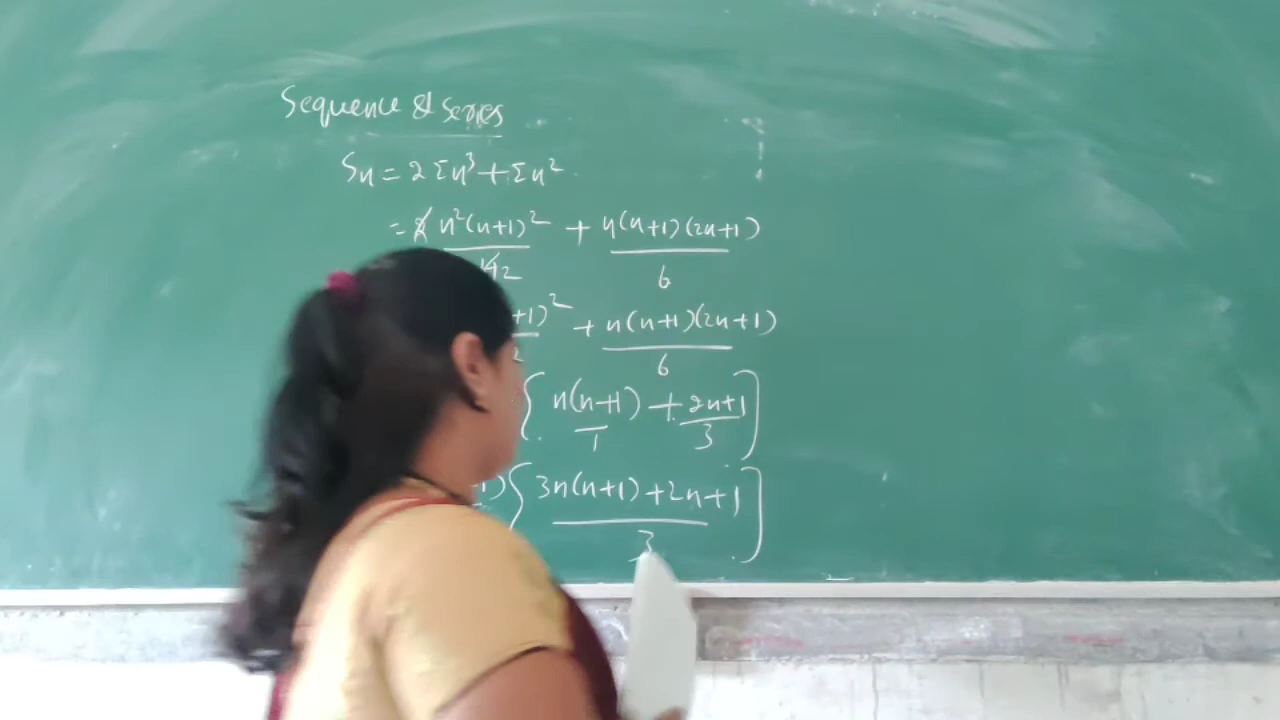 Sequence & series
Sn = 2 Σn³ + Σn²
= 2 n²(n+1)² / 4 2 + n(n+1)(2n+1) / 6
+1)² / 2 + n(n+1)(2n+1) / 6
{ n(n+1) / 1 + 2n+1 / 3 ]
1) { 3n(n+1) + 2n+1 / 3 ]